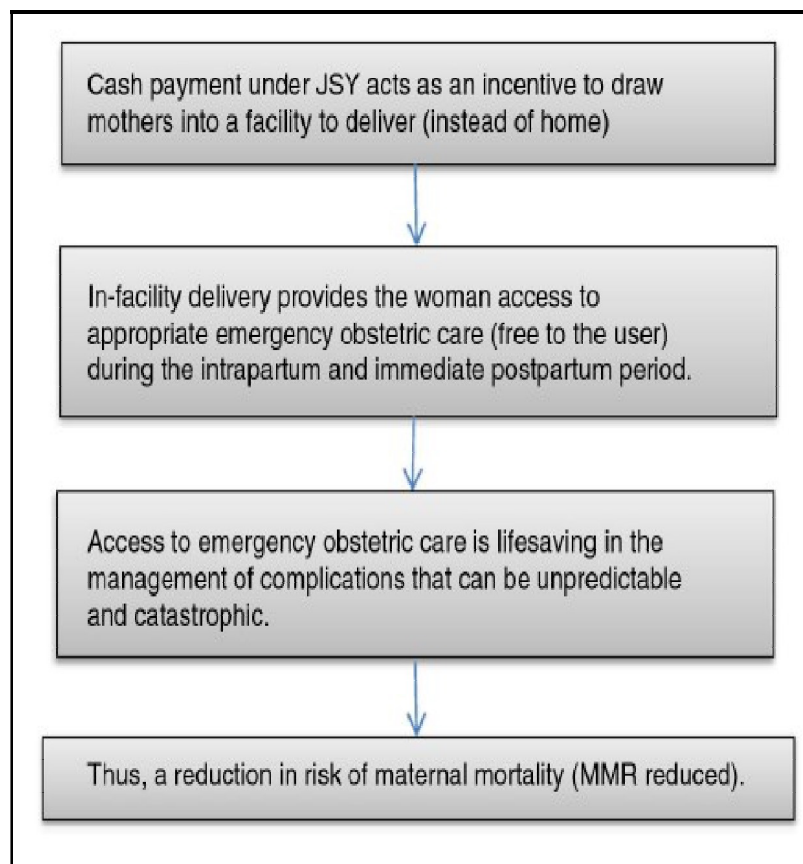 Cash payment under JSY acts as an incentive to draw
mothers into a facility to deliver (instead of home)
In-facility delivery provides the woman access to
appropriate emergency obstetric care (free to the user)
during the intrapartum and immediate postpartum period.
Access to emergency obstetric care is lifesaving in the
management of complications that can be unpredictable
and catastrophic.
Thus, a reduction in risk of maternal mortality (MMR reduced).